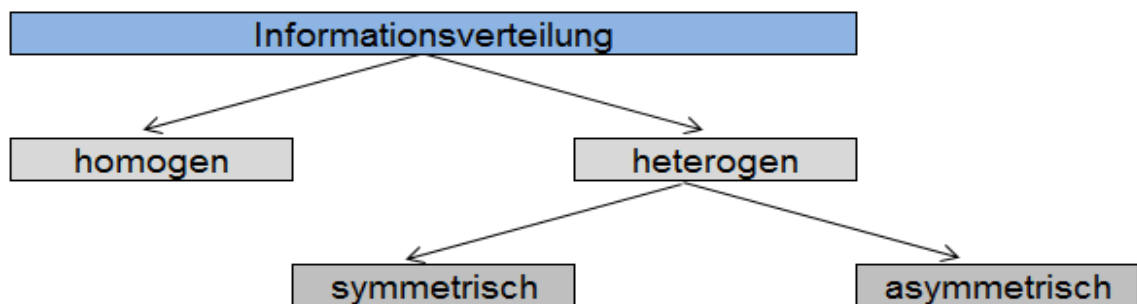 Informationsverteilung
homogen
heterogen
symmetrisch
asymmetrisch